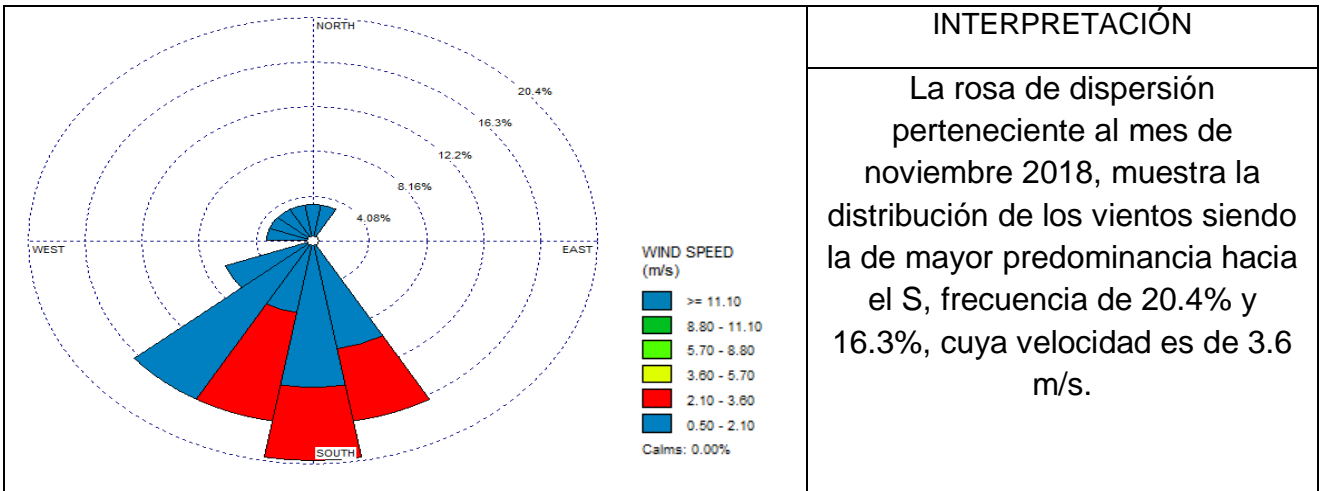 NORTH
20.4%
16.3%
12.2%
8.16%
4.08%
WEST
EAST
SOUTH
WIND SPEED
(m/s)
>= 11.10
8.80 - 11.10
5.70 - 8.80
3.60 - 5.70
2.10 - 3.60
0.50 - 2.10
Calms: 0.00%
INTERPRETACIÓN
La rosa de dispersión
perteneciente al mes de
noviembre 2018, muestra la
distribución de los vientos siendo
la de mayor predominancia hacia
el S, frecuencia de 20.4% y
16.3%, cuya velocidad es de 3.6
m/s.